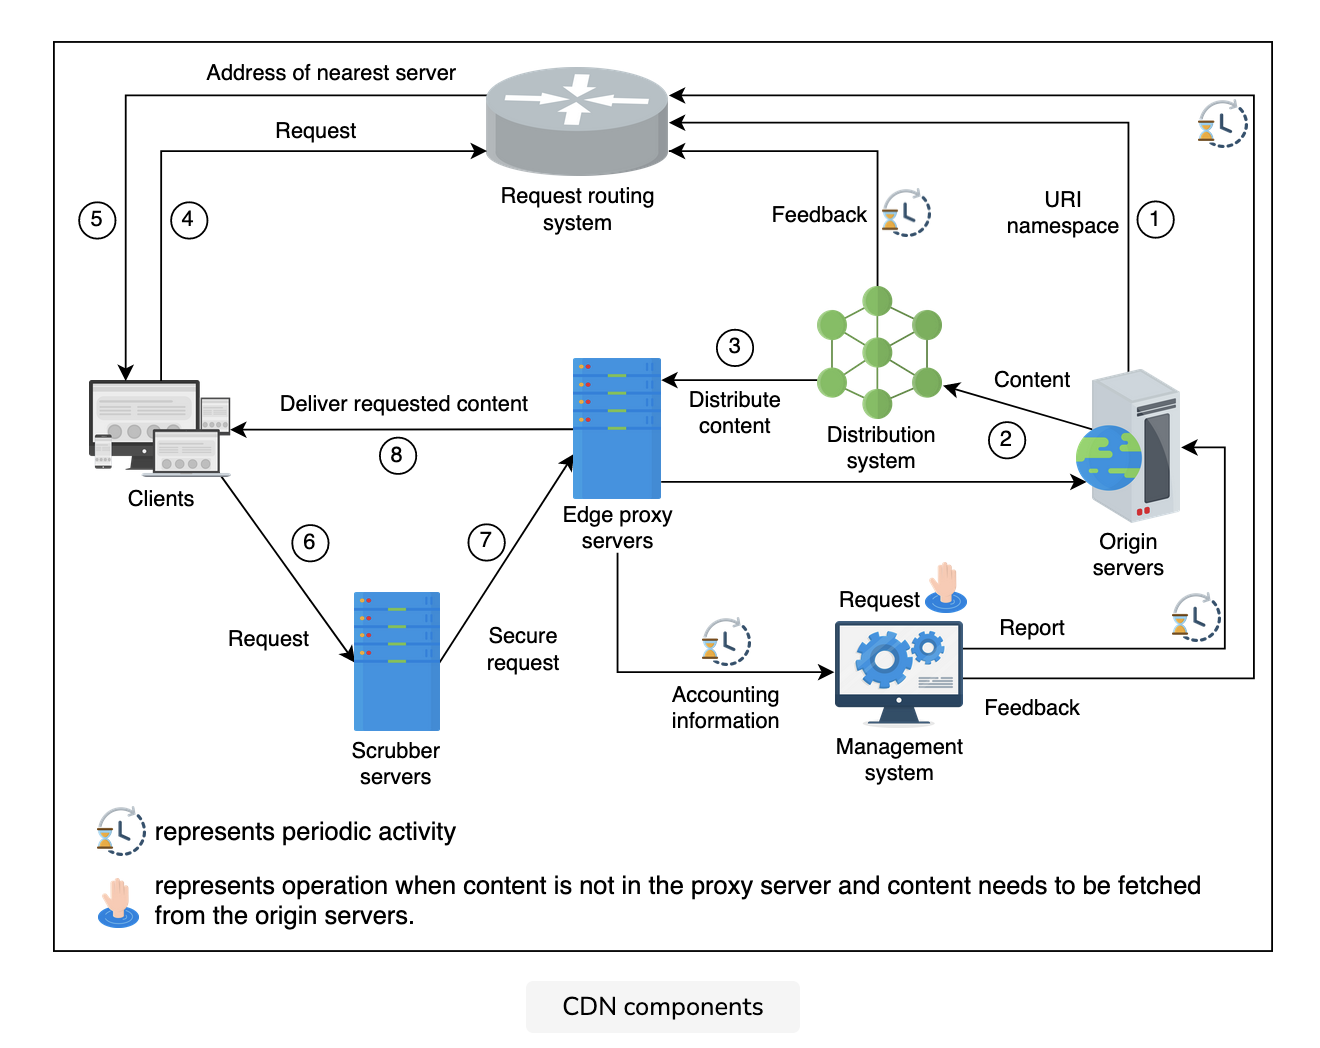 Address of nearest server
Request
Request routing
system
5
4
Feedback
URI
namespace
1
3
Distribute
content
Content
2
Distribution
system
Deliver requested content
8
Clients
Edge proxy
servers
Origin
servers
6
7
Request
Secure
request
Scrubber
servers
Request
Report
Accounting
information
Feedback
Management
system
represents periodic activity
represents operation when content is not in the proxy server and content needs to be fetched
from the origin servers.
CDN components